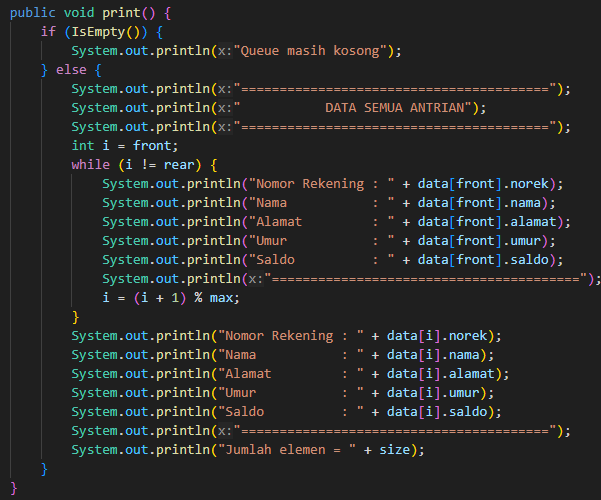 public void print() {
    if (IsEmpty()) {
        System.out.println(x:"Queue masih kosong");
    } else {
        System.out.println(x:"========================================");
        System.out.println(x:"           DATA SEMUA ANTRIAN");
        System.out.println(x:"========================================");
        int i = front;
        while (i != rear) {
            System.out.println("Nomor Rekening : " + data[front].norek);
            System.out.println("Nama           : " + data[front].nama);
            System.out.println("Alamat         : " + data[front].alamat);
            System.out.println("Umur           : " + data[front].umur);
            System.out.println("Saldo          : " + data[front].saldo);
            System.out.println(x:"========================================");
            i = (i + 1) % max;
        }
        System.out.println("Nomor Rekening : " + data[i].norek);
        System.out.println("Nama           : " + data[i].nama);
        System.out.println("Alamat         : " + data[i].alamat);
        System.out.println("Umur           : " + data[i].umur);
        System.out.println("Saldo          : " + data[i].saldo);
        System.out.println(x:"========================================");
        System.out.println("Jumlah elemen = " + size);
    }
}